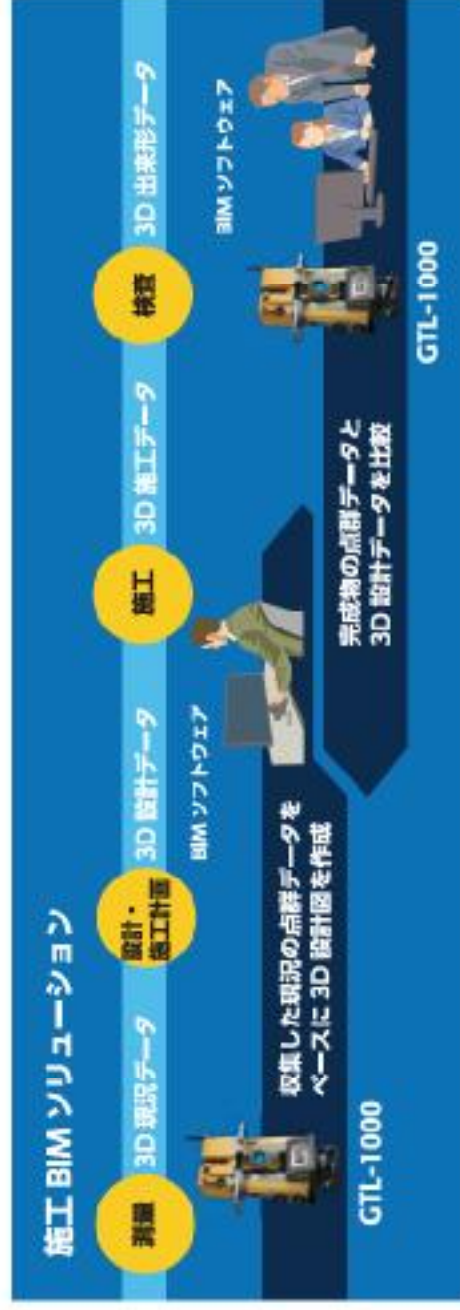 施工 BIM ソリューション
測量
3D 現況データ
設計・
施工計画
3D 設計データ
施工
3D 施工データ
検査
3D 出来形データ
BIM ソフトウェア
BIM ソフトウェア
収集した現況の点群データを
ベースに 3D 設計図を作成
完成物の点群データと
3D 設計データを比較
GTL-1000
GTL-1000